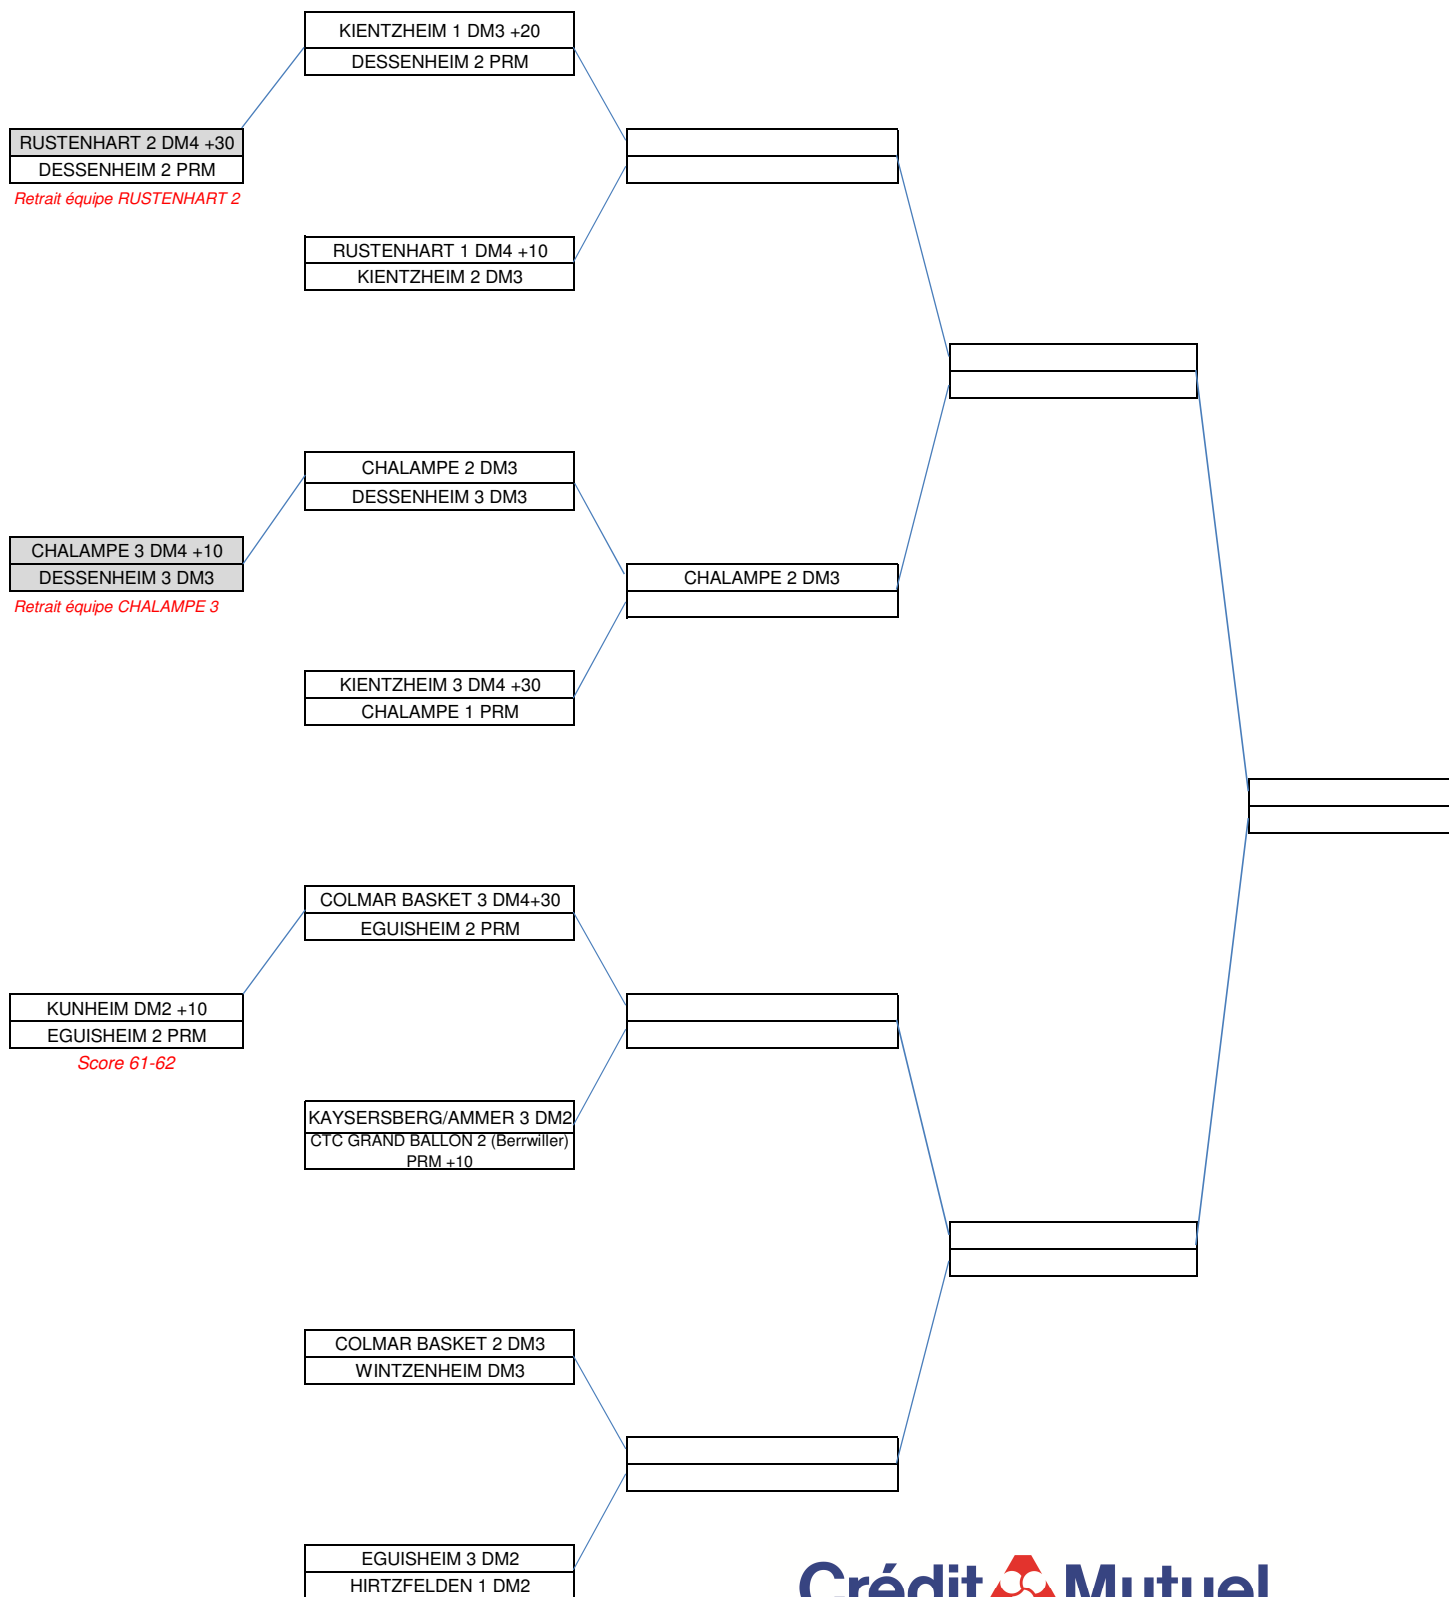 KIENTZHEIM 1 DM3 +20
DESSENHEIM 2 PRM
RUSTENHART 2 DM4 +30
DESSENHEIM 2 PRM
Retrait équipe RUSTENHART 2
RUSTENHART 1 DM4 +10
KIENTZHEIM 2 DM3
CHALAMPE 2 DM3
DESSENHEIM 3 DM3
CHALAMPE 3 DM4 +10
DESSENHEIM 3 DM3
Retrait équipe CHALAMPE 3
CHALAMPE 2 DM3
KIENTZHEIM 3 DM4 +30
CHALAMPE 1 PRM
COLMAR BASKET 3 DM4+30
EGUISHEIM 2 PRM
KUNHEIM DM2 +10
EGUISHEIM 2 PRM
Score 61-62
KAYSERSBERG/AMMER 3 DM2
CTC GRAND BALLON 2 (Berrwiller)
PRM +10
COLMAR BASKET 2 DM3
WINTZENHEIM DM3
EGUISHEIM 3 DM2
HIRTZFELDEN 1 DM2
Crédit Mutuel